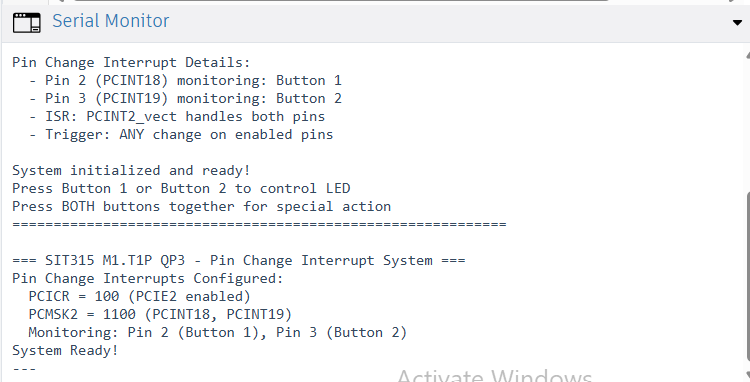 Serial Monitor
Pin Change Interrupt Details:
  - Pin 2 (PCINT18) monitoring: Button 1
  - Pin 3 (PCINT19) monitoring: Button 2
  - ISR: PCINT2_vect handles both pins
  - Trigger: ANY change on enabled pins

System initialized and ready!
Press Button 1 or Button 2 to control LED
Press BOTH buttons together for special action
============================================================

=== SIT315 M1.T1P QP3 - Pin Change Interrupt System ===
Pin Change Interrupts Configured:
  PCICR = 100 (PCIE2 enabled)
  PCMSK2 = 1100 (PCINT18, PCINT19)
  Monitoring: Pin 2 (Button 1), Pin 3 (Button 2)
System Ready!
---
Activate Windows